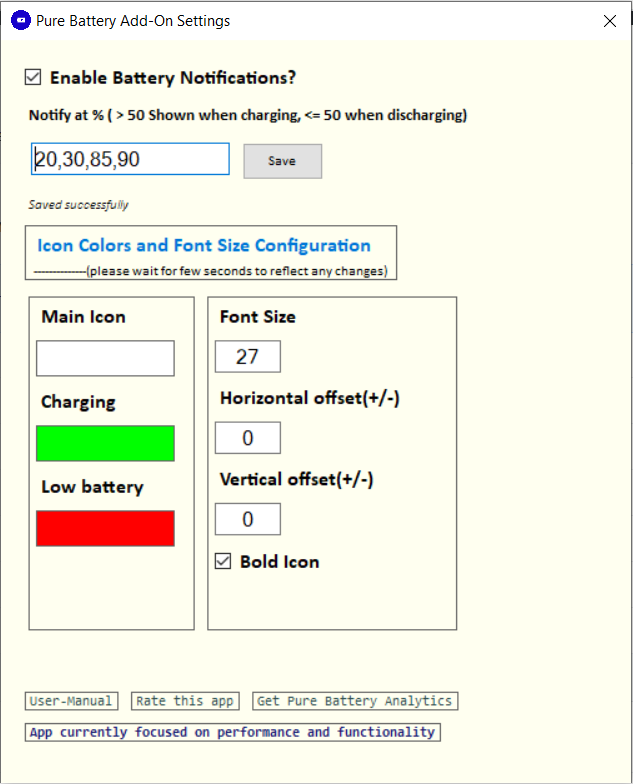 Pure Battery Add-On Settings
Enable Battery Notifications?
Notify at % ( > 50 Shown when charging, <= 50 when discharging)
20,30,85,90
Save
Saved successfully
Icon Colors and Font Size Configuration
--------------(please wait for few seconds to reflect any changes)
Main Icon
Charging
Low battery
Font Size
27
Horizontal offset(+/-)
0
Vertical offset(+/-)
0
Bold Icon
User-Manual
Rate this app
Get Pure Battery Analytics
App currently focused on performance and functionality